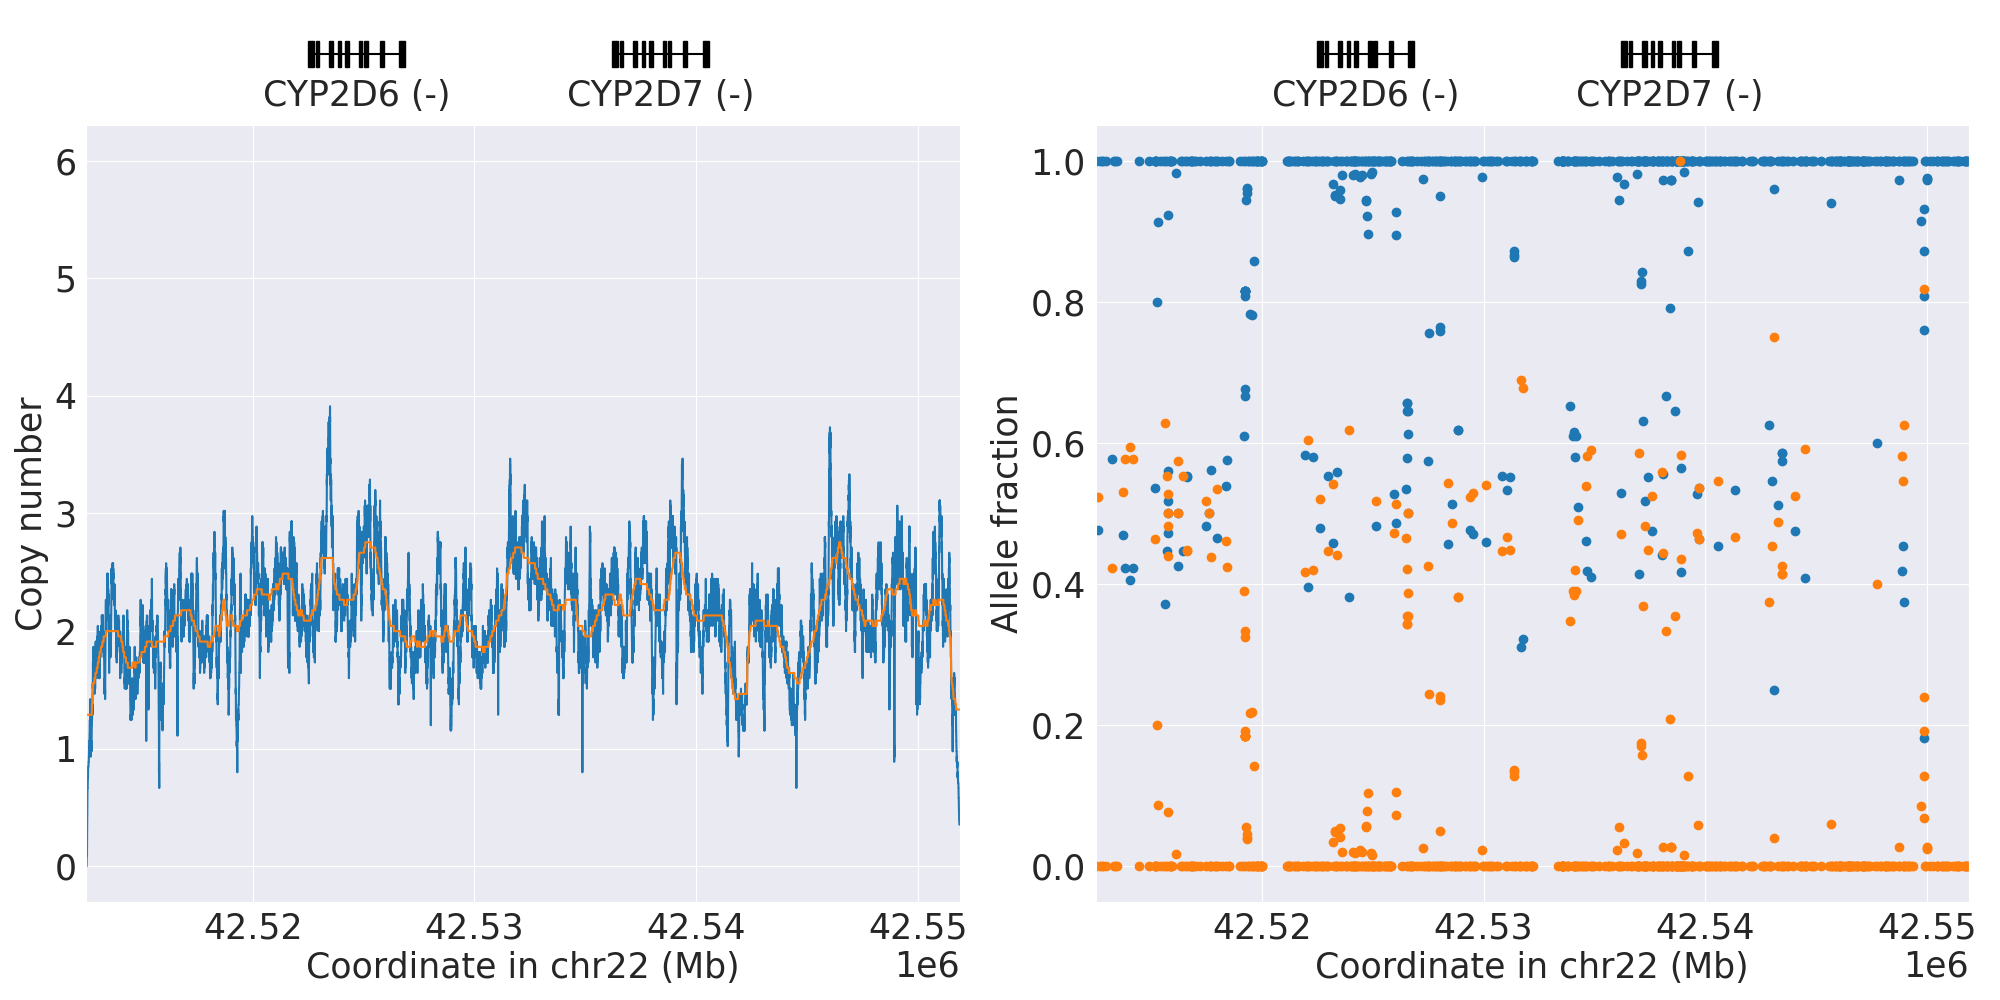 CYP2D6 (-) CYP2D7 (-)
6
5
4
3
2
1
0
Copy number
42.52 42.53 42.54 42.55
Coordinate in chr22 (Mb) 1e6
CYP2D6 (-) CYP2D7 (-)
1.0
0.8
0.6
0.4
0.2
0.0
Allele fraction
42.52 42.53 42.54 42.55
Coordinate in chr22 (Mb) 1e6